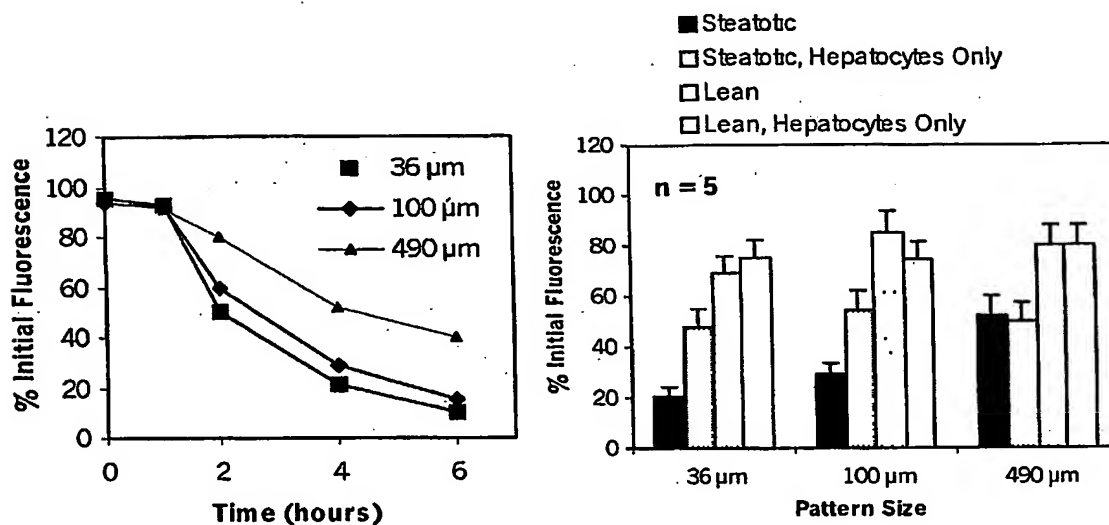 120
100
80
60
40
20
0
% Initial Fluorescence
36 µm
100 µm
490 µm
0 2 4 6
Time (hours)
Steatotic
Steatotic, Hepatocytes Only
Lean
Lean, Hepatocytes Only
120
100
80
60
40
20
0
% Initial Fluorescence
n = 5
36 µm 100 µm 490 µm
Pattern Size